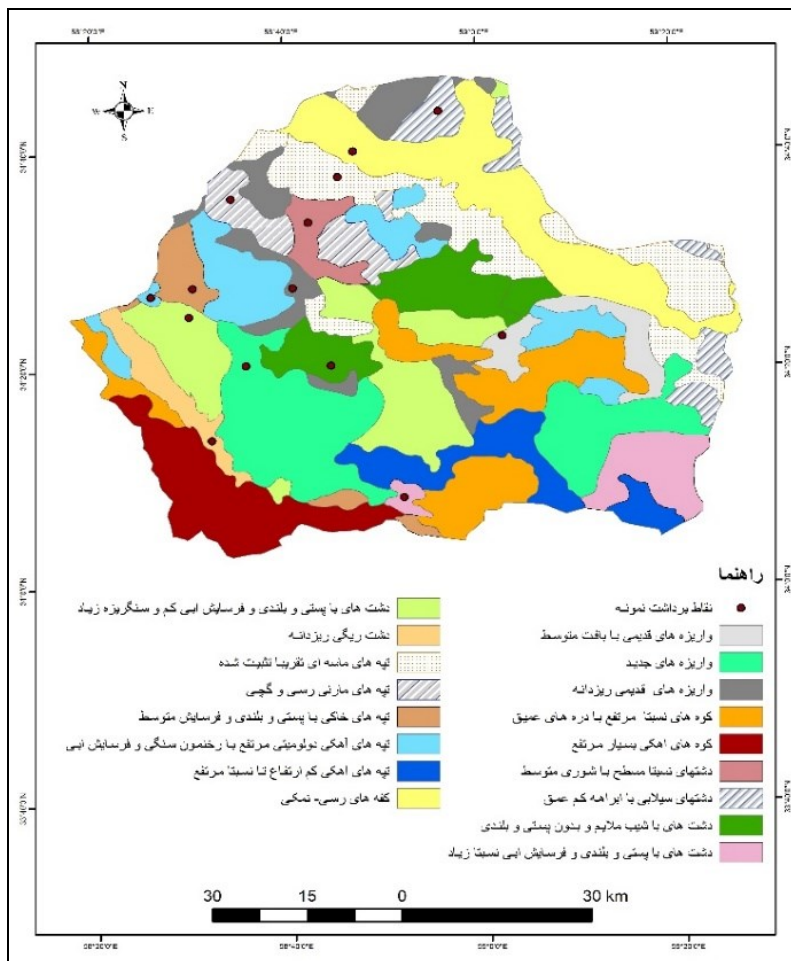 N
W E
S
راهنما
نقاط برداشت نمونه
واریزه های قدیمی با بافت متوسط
واریزه های جدید
واریزه های قدیمی ریزدانه
کوه های نسبتا مرتفع با دره های عمیق
کوه های اهکی بسیار مرتفع
دشتهای نسبتا مسطح با شوری متوسط
دشتهای سیلابی با ابراهه کم عمق
دشت های با شیب ملایم و بدون پستی و بلندی
دشت های با پستی و بلندی و فرسایش ابی نسبتا زیاد
دشت های با پستی و بلندی و فرسایش ابی کم و سنگریزه زیاد
دشت ریگی ریزدانه
تپه های ماسه ای تقریبا تثبیت شده
تپه های مارنی رسی و گچی
تپه های خاکی با پستی و بلندی و فرسایش متوسط
تپه های آهکی دولومیتی مرتفع با رخنمون سنگی و فرسایش ابی
تپه های اهکی کم ارتفاع تا نسبتا مرتفع
کفه های رسی- نمکی
30 15 0 30 km